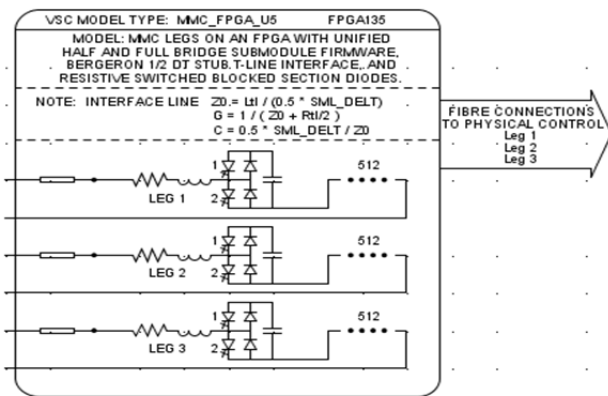 VSC MODEL TYPE: MMC_FPGA_U5 FPGA135
MODEL: MMC LEGS ON AN FPGA WITH UNIFIED
HALF AND FULL BRIDGE SUBMODULE FIRMWARE,
BERGERON 1/2 DT STUB T-LINE INTERFACE, AND
RESISTIVE SWITCHED BLOCKED SECTION DIODES.
NOTE: INTERFACE LINE Z0 = Ltl / (0.5 * SML_DELT)
G = 1 / ( Z0 + Rtl/2 )
C = 0.5 * SML_DELT / Z0
FIBRE CONNECTIONS
TO PHYSICAL CONTROL
Leg 1
Leg 2
Leg 3
1 512
LEG 1 2
1 512
LEG 2 2
1 512
LEG 3 2